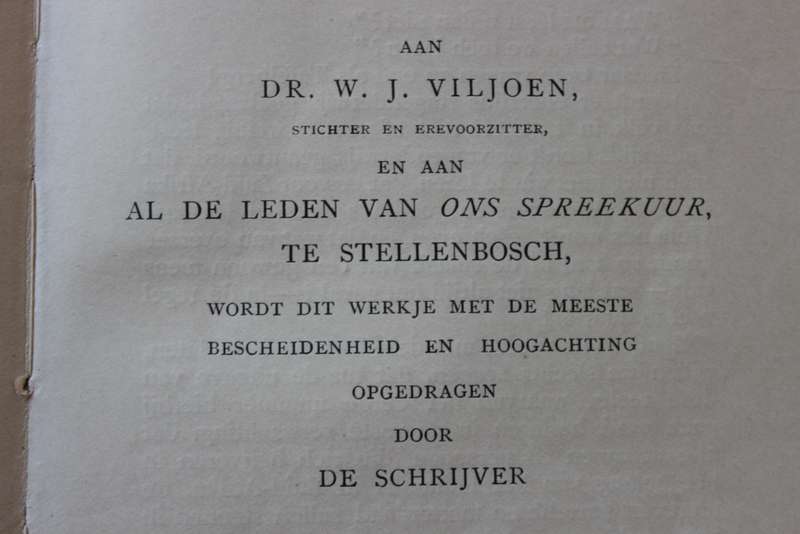 AAN
DR. W. J. VILJOEN,
STICHTER EN EREVOORZITTER,
EN AAN
AL DE LEDEN VAN ONS SPREEKUUR,
TE STELLENBOSCH,
WORDT DIT WERKJE MET DE MEESTE
BESCHEIDENHEID EN HOOGACHTING
OPGEDRAGEN
DOOR
DE SCHRIJVER